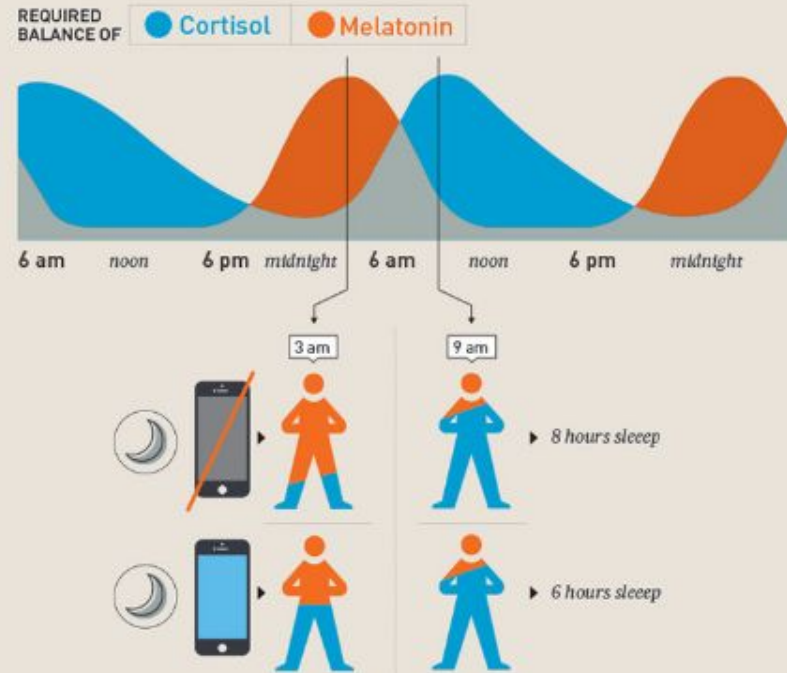 REQUIRED
BALANCE OF
Cortisol
Melatonin
6 am noon 6 pm midnight 6 am noon 6 pm midnight
3 am 9 am
8 hours sleeep
6 hours sleeep